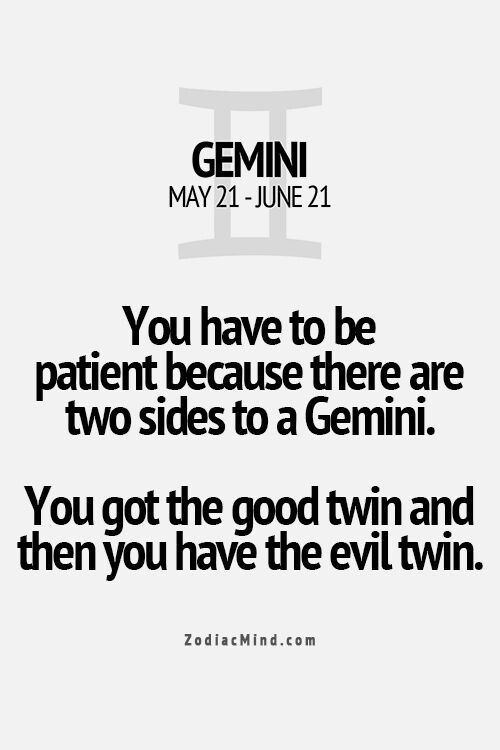 GEMINI
MAY 21 - JUNE 21
You have to be
patient because there are
two sides to a Gemini.
You got the good twin and
then you have the evil twin.
ZodiacMind.com